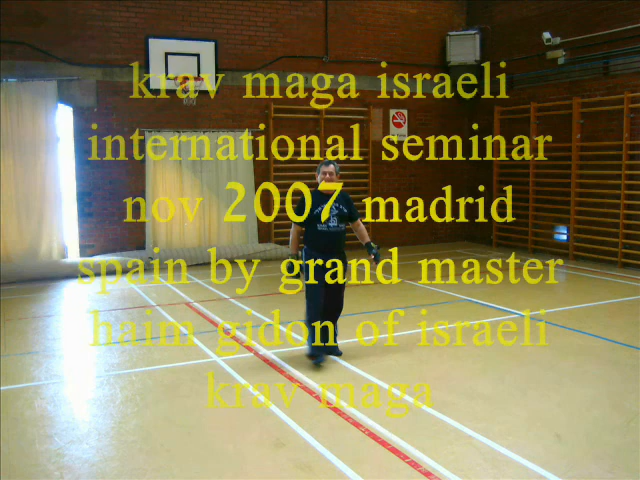 krav maga israeli
international seminar
nov 2007 madrid
spain by grand master
haim gidon of israeli
krav maga